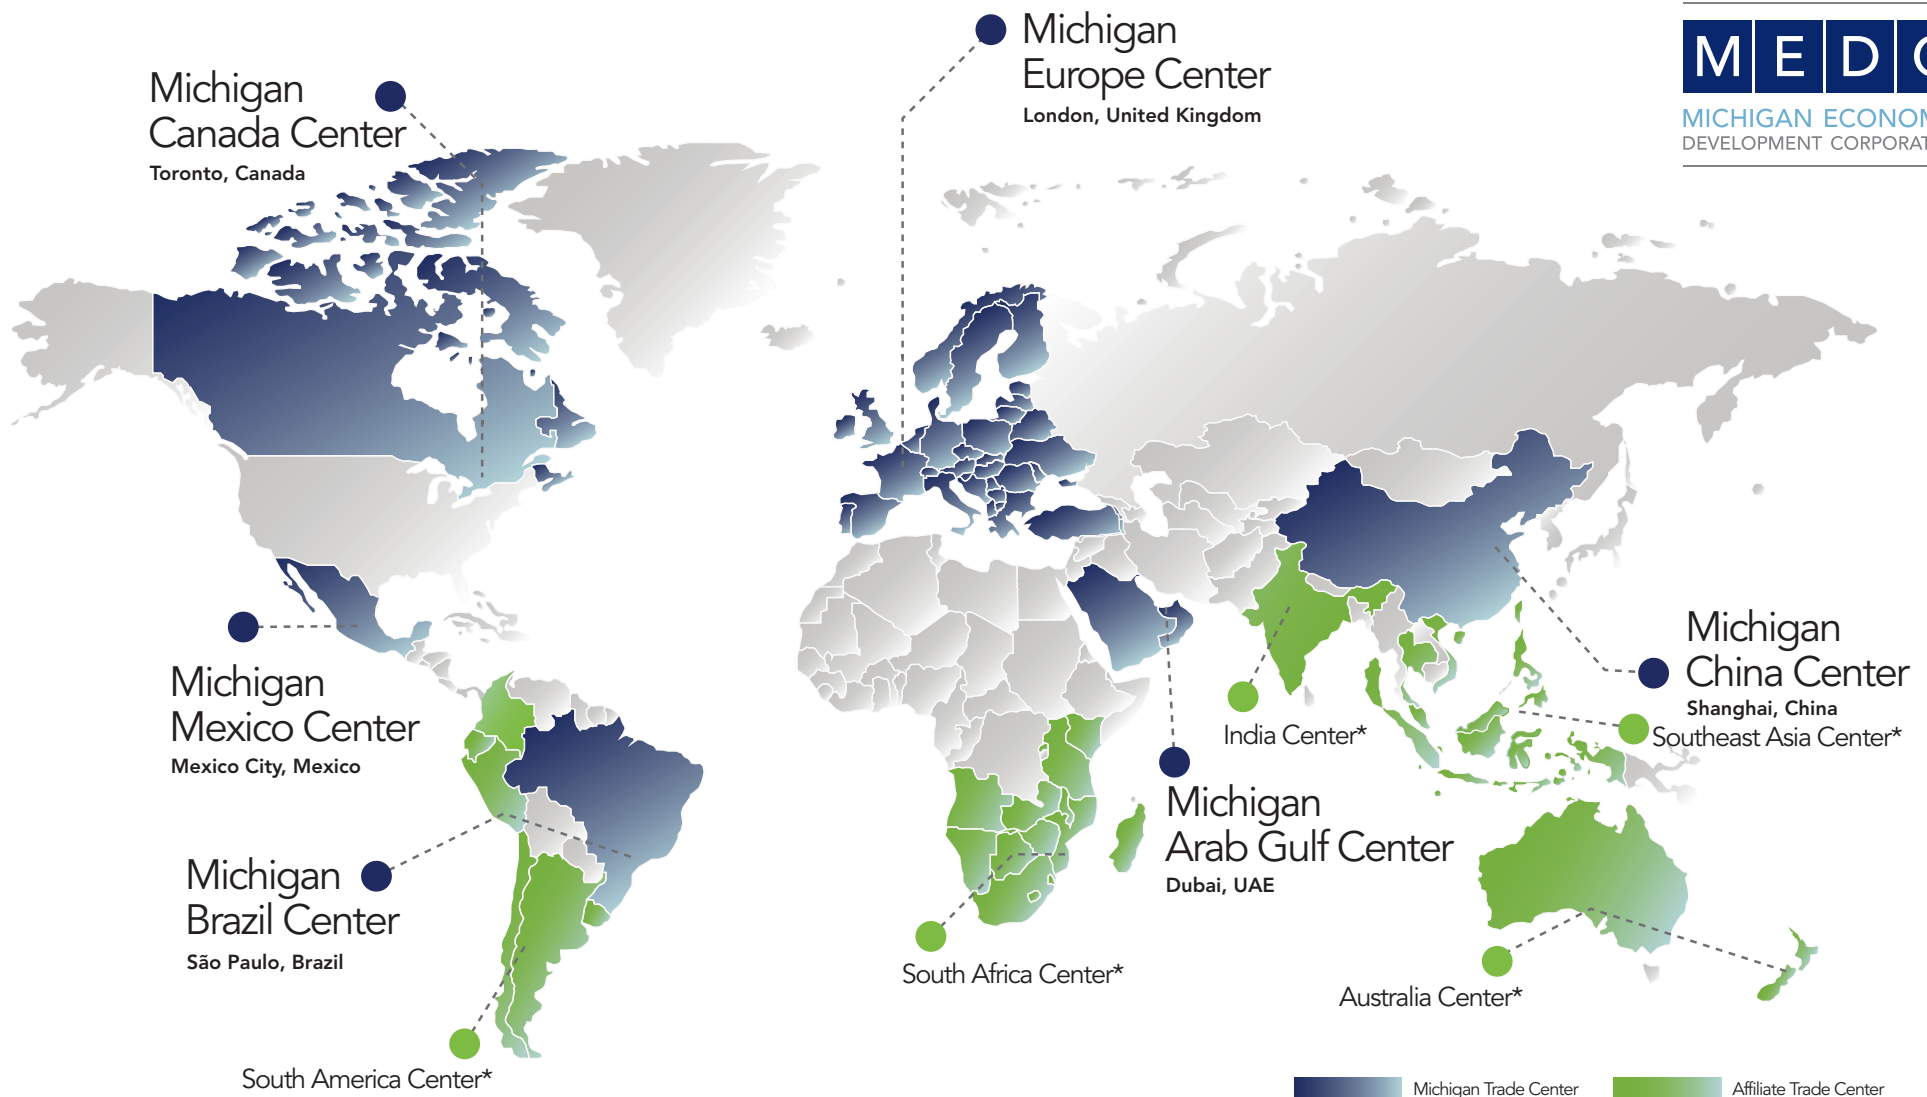 Michigan
Europe Center
London, United Kingdom
M E D
MICHIGAN
DEVELOPMENT
Michigan
Canada Center
Toronto, Canada
Michigan
Mexico Center
Mexico City, Mexico
Michigan
Brazil Center
São Paulo, Brazil
South America Center*
South Africa Center*
Michigan
Arab Gulf Center
Dubai, UAE
India Center*
Michigan
China Center
Shanghai, China
Southeast Asia Center*
Australia Center*
Michigan Trade Center
Affiliate Trade Center